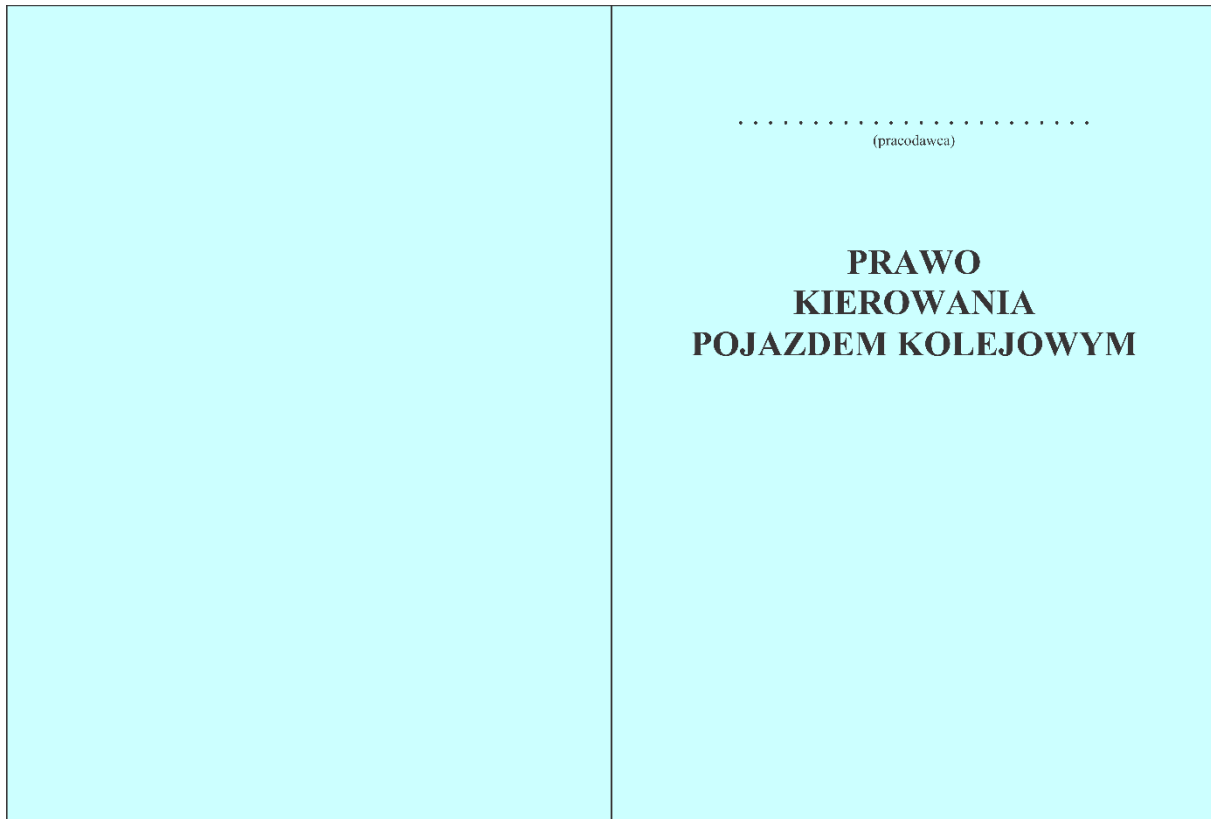 . . . . . . . . . . . . . . . . . . . . . . . .
(pracodawca)
PRAWO
KIEROWANIA
POJAZDEM KOLEJOWYM